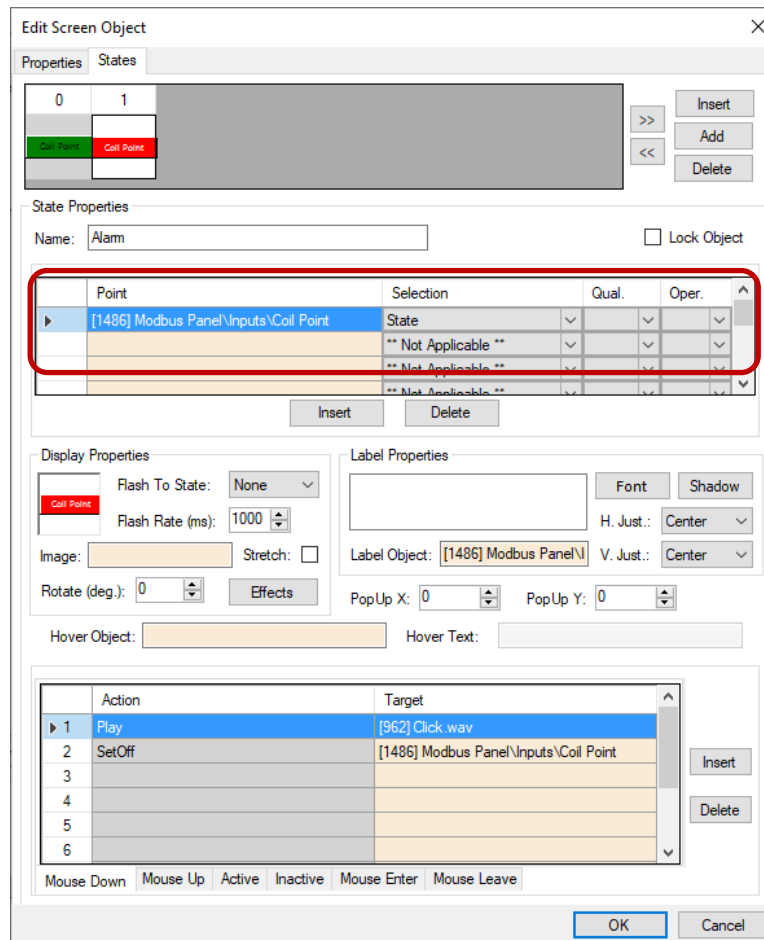 Edit Screen Object
Properties States
0 1
Coil Point Coil Point
>>
<<
Insert
Add
Delete
State Properties
Name: Alarm Lock Object
Point Selection Qual. Oper.
[1486] Modbus Panel\Inputs\Coil Point State
** Not Applicable **
** Not Applicable **
** Not Applicable **
Insert Delete
Display Properties
Coil Point
Flash To State: None
Flash Rate (ms): 1000
Image: Stretch:
Rotate (deg.): 0 Effects
Label Properties
Font Shadow
H. Just.: Center
Label Object: [1486] Modbus Panel\I V. Just.: Center
PopUp X: 0 PopUp Y: 0
Hover Object: Hover Text:
Action Target
1 Play [962] Click.wav
2 SetOff [1486] Modbus Panel\Inputs\Coil Point
3
4
5
6
Insert
Delete
Mouse Down Mouse Up Active Inactive Mouse Enter Mouse Leave
OK Cancel